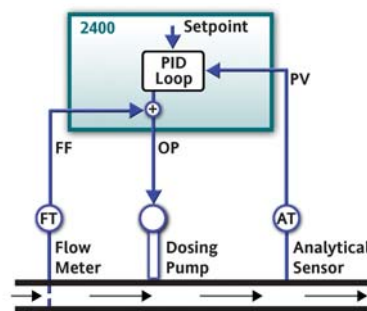 2400
Setpoint
PID
Loop
PV
+
FF
OP
FT
AT
Flow
Meter
Dosing
Pump
Analytical
Sensor